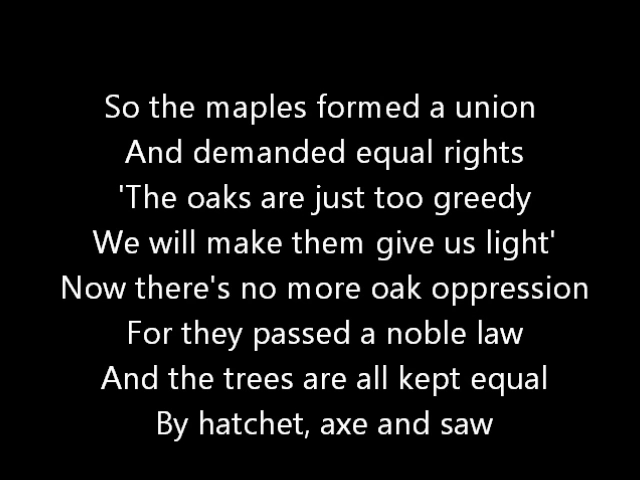 So the maples formed a union
And demanded equal rights
'The oaks are just too greedy
We will make them give us light'
Now there's no more oak oppression
For they passed a noble law
And the trees are all kept equal
By hatchet, axe and saw